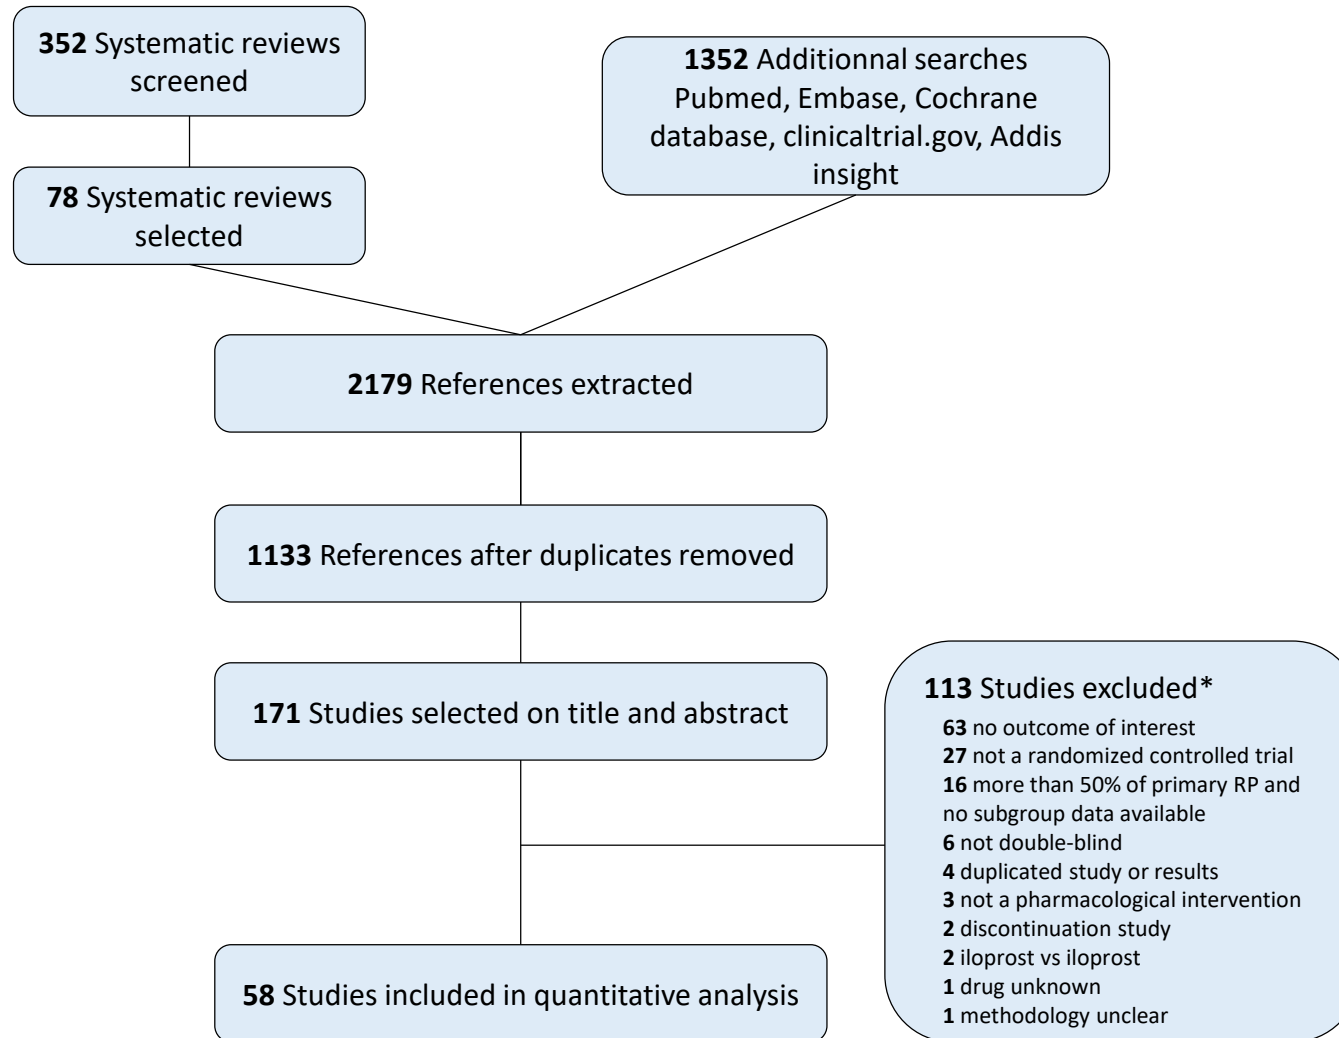 352 Systematic reviews
screened
1352 Additionnal searches
Pubmed, Embase, Cochrane
database, clinicaltrial.gov, Addis
insight
78 Systematic reviews
selected
2179 References extracted
1133 References after duplicates removed
171 Studies selected on title and abstract
113 Studies excluded*
63 no outcome of interest
27 not a randomized controlled trial
16 more than 50% of primary RP and
no subgroup data available
6 not double-blind
4 duplicated study or results
3 not a pharmacological intervention
2 discontinuation study
2 iloprost vs iloprost
1 drug unknown
1 methodology unclear
58 Studies included in quantitative analysis